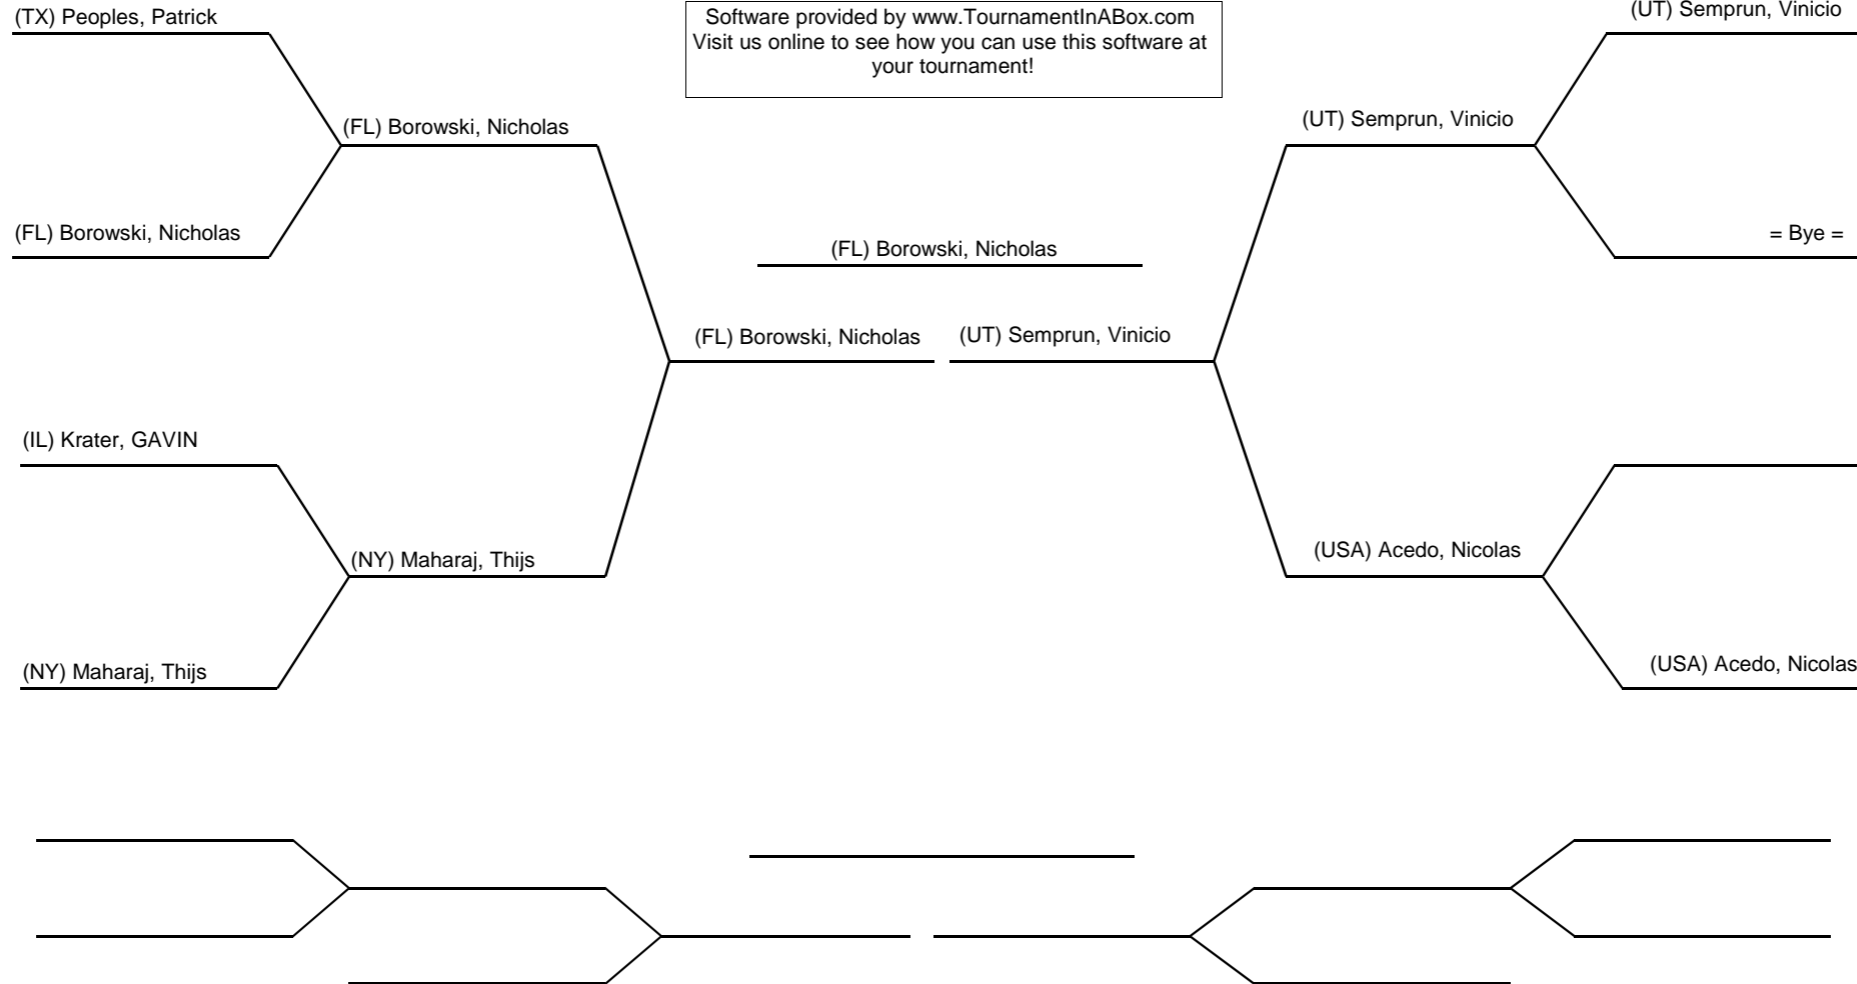 (TX) Peoples, Patrick
Software provided by www.TournamentInABox.com
Visit us online to see how you can use this software at
your tournament!
(UT) Semprun, Vinicio
(FL) Borowski, Nicholas
(UT) Semprun, Vinicio
(FL) Borowski, Nicholas
(FL) Borowski, Nicholas
= Bye =
(FL) Borowski, Nicholas
(UT) Semprun, Vinicio
(IL) Krater, GAVIN
(NY) Maharaj, Thijs
(USA) Acedo, Nicolas
(NY) Maharaj, Thijs
(USA) Acedo, Nicolas